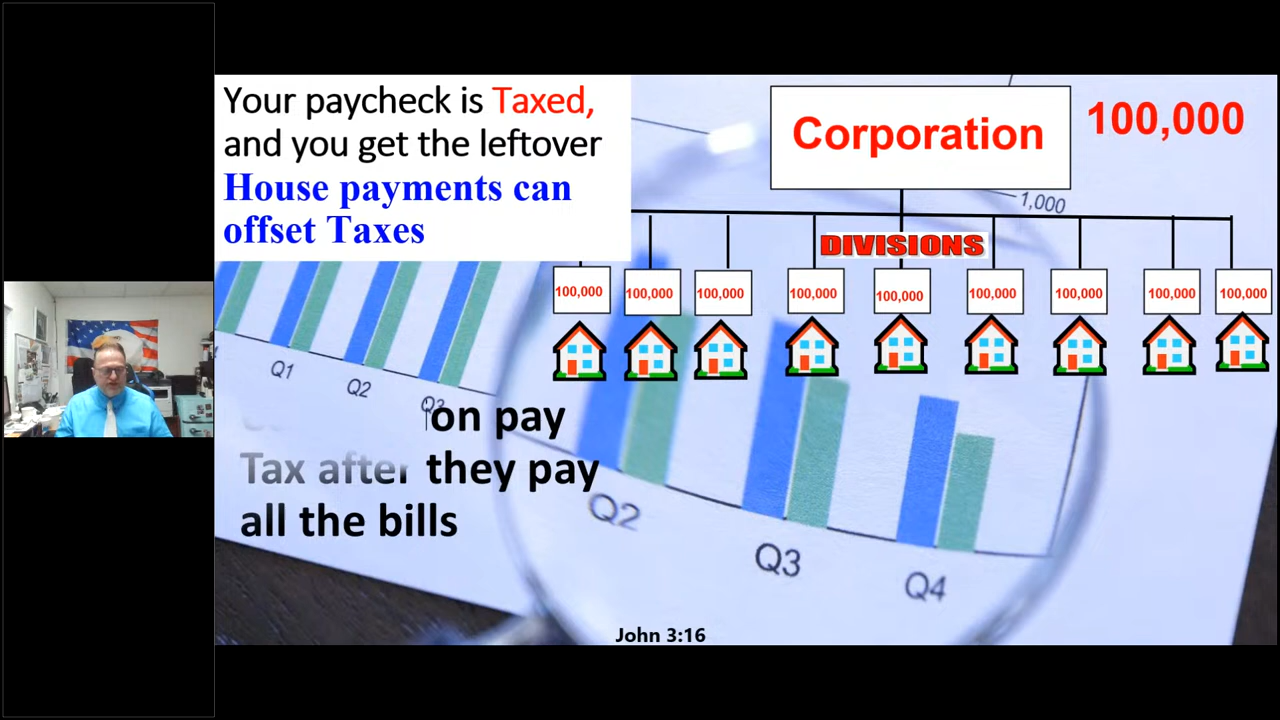 Your paycheck is Taxed,
and you get the leftover
House payments can
offset Taxes
Corporation
100,000
1,000
DIVISIONS
100,000
100,000
100,000
100,000
100,000
100,000
100,000
100,000
100,000
Q1
Q2
on pay
Tax after they pay
all the bills
Q2
Q3
Q4
John 3:16